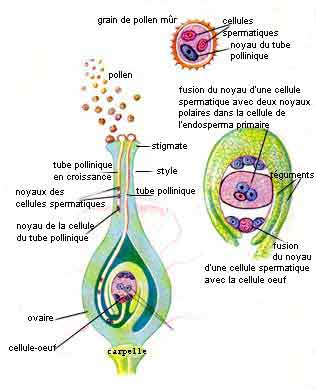 grain de pollen mûr
cellules
spermatiques
noyau du tube
pollinique
pollen
fusion du noyau d'une cellule
spermatique avec deux noyaux
polaires dans la cellule de
l'endosperma primaire
stigmate
tube pollinique
en croissance
style
téguments
noyaux des
cellules spermatiques
tube pollinique
noyau de la cellule
du tube pollinique
fusion
du noyau
d'une cellule spermatique
avec la cellule oeuf
ovaire
cellule-oeuf
carpelle